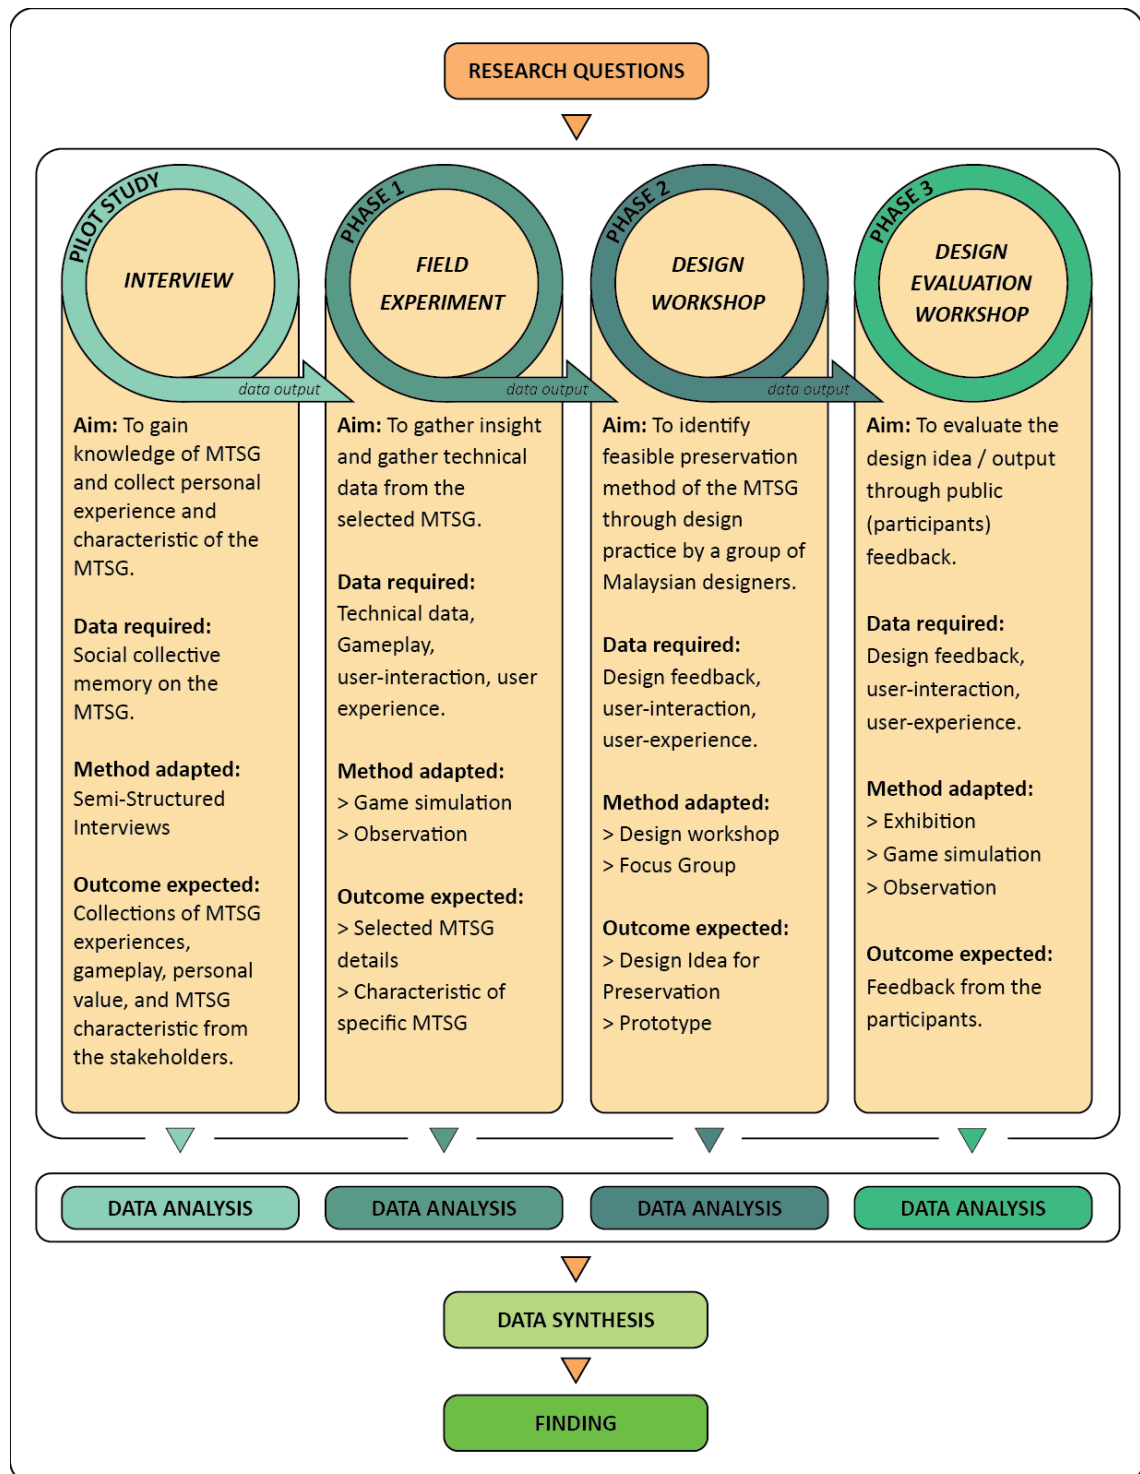 RESEARCH QUESTIONS
PILOT STUDY
INTERVIEW
data output
Aim: To gain
knowledge of MTSG
and collect personal
experience and
characteristic of the
MTSG.
Data required:
Social collective
memory on the
MTSG.
Method adapted:
Semi-Structured
Interviews
Outcome expected:
Collections of MTSG
experiences,
gameplay, personal
value, and MTSG
characteristic from
the stakeholders.
PHASE 1
FIELD
EXPERIMENT
data output
Aim: To gather insight
and gather technical
data from the
selected MTSG.
Data required:
Technical data,
Gameplay,
user-interaction, user
experience.
Method adapted:
> Game simulation
> Observation
Outcome expected:
> Selected MTSG
details
> Characteristic of
specific MTSG
PHASE 2
DESIGN
WORKSHOP
data output
Aim: To identify
feasible preservation
method of the MTSG
through design
practice by a group of
Malaysian designers.
Data required:
Design feedback,
user-interaction,
user-experience.
Method adapted:
> Design workshop
> Focus Group
Outcome expected:
> Design Idea for
Preservation
> Prototype
PHASE 3
DESIGN
EVALUATION
WORKSHOP
Aim: To evaluate the
design idea / output
through public
(participants)
feedback.
Data required:
Design feedback,
user-interaction,
user-experience.
Method adapted:
> Exhibition
> Game simulation
> Observation
Outcome expected:
Feedback from the
participants.
DATA ANALYSIS
DATA ANALYSIS
DATA ANALYSIS
DATA ANALYSIS
DATA SYNTHESIS
FINDING